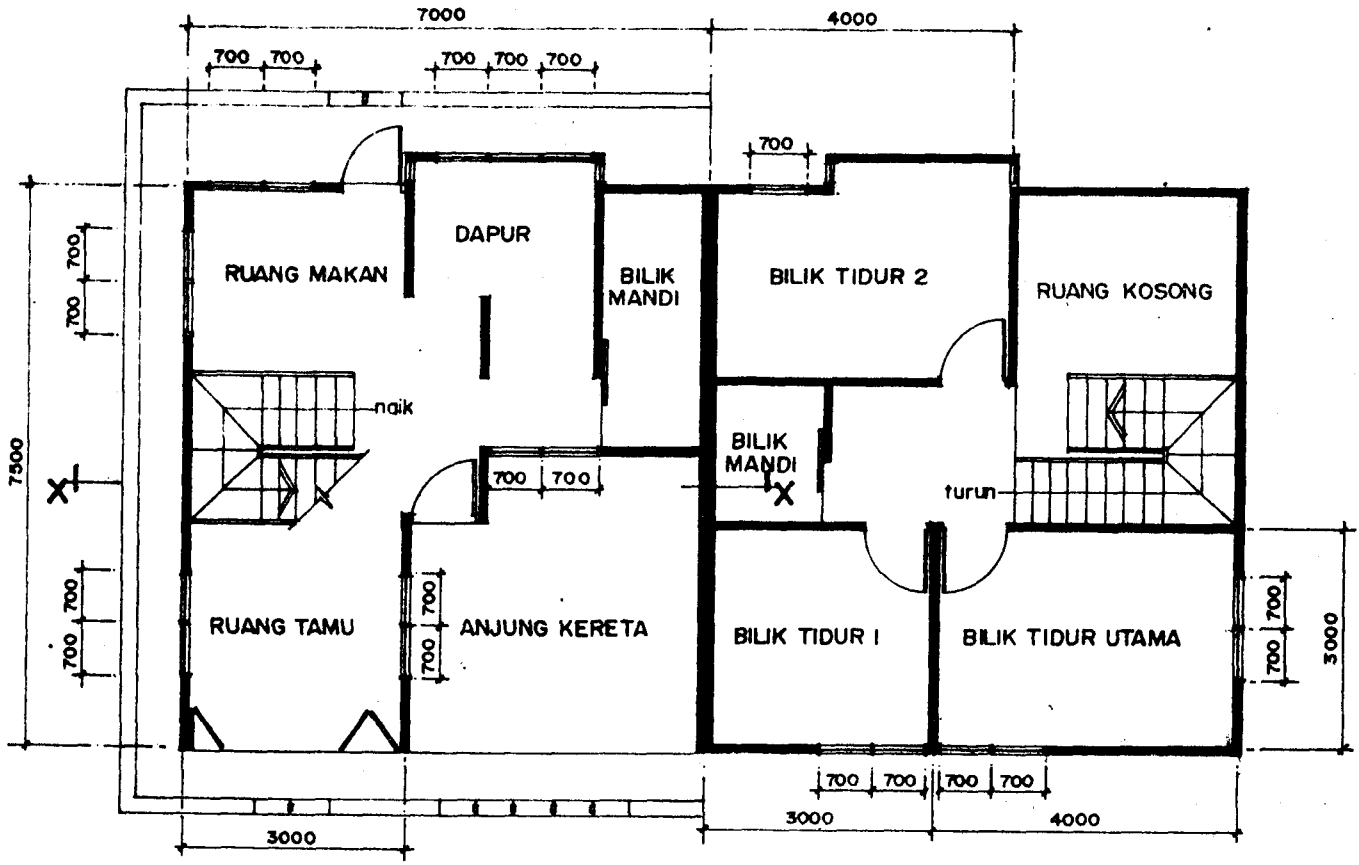 7000
4000
700 700
700 700 700
700
DAPUR
RUANG MAKAN
BILIK
MANDI
BILIK TIDUR 2
RUANG KOSONG
700
700
naik
7500
X
700 700
BILIK
MANDI
X
turun
700
700
RUANG TAMU
700
700
ANJUNG KERETA
BILIK TIDUR 1
BILIK TIDUR UTAMA
700
700
3000
700 700
700 700
3000
3000
4000